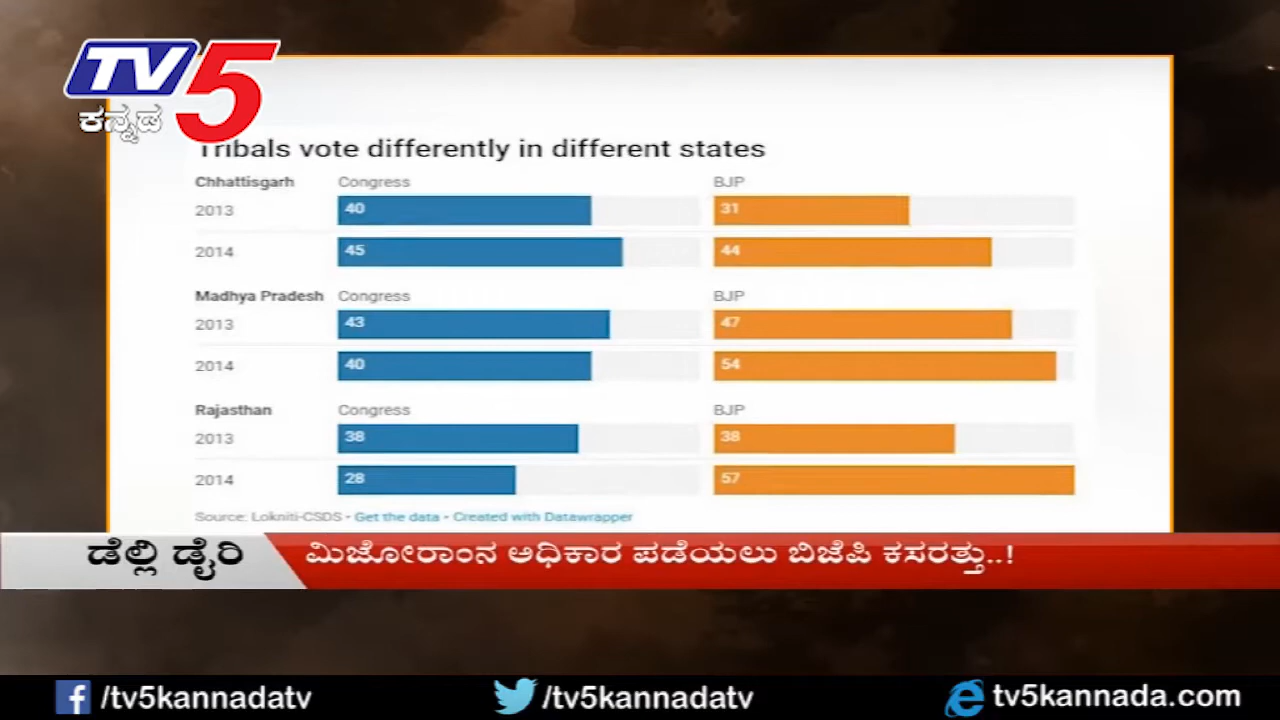 TV5
ಕನ್ನಡ
Tribals vote differently in different states
Chhattisgarh Congress BJP
2013 40 31
2014 45 44
Madhya Pradesh Congress BJP
2013 43 47
2014 40 54
Rajasthan Congress BJP
2013 38 38
2014 28 57
Source: Lokniti-CSDS • Get the data • Created with Datawrapper
ಡೆಲ್ಲಿ ಡೈರಿ ಮಿಜೋರಾಂನ ಅಧಿಕಾರ ಪಡೆಯಲು ಬಿಜೆಪಿ ಕಸರತ್ತು..!
/tv5kannadatv /tv5kannadatv tv5kannada.com